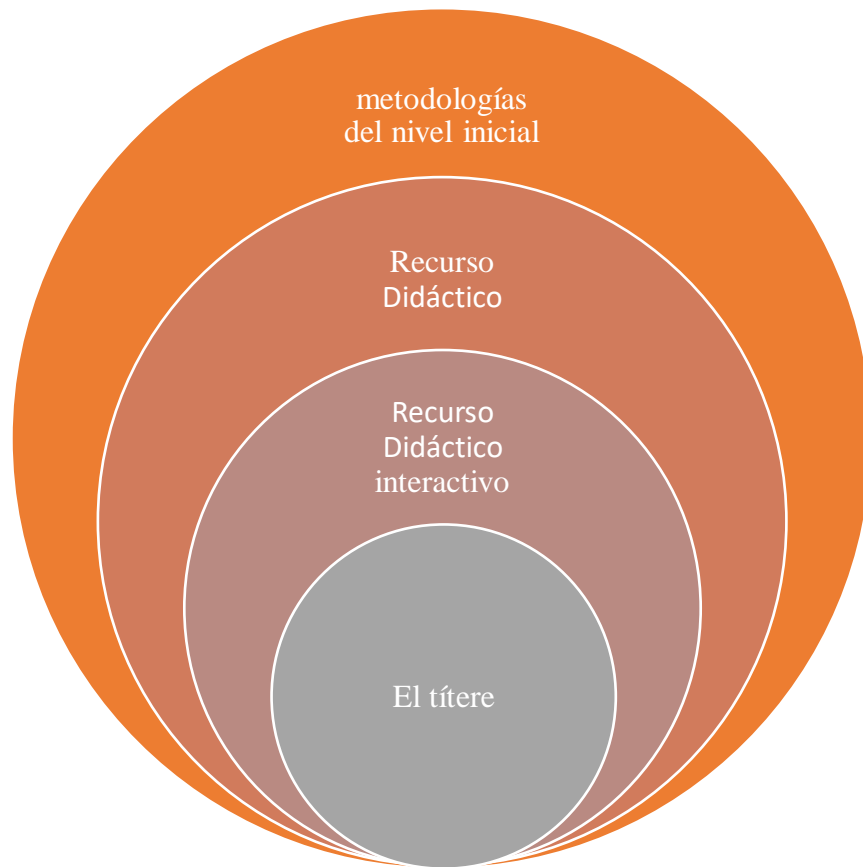 metodologías
del nivel inicial
Recurso
Didáctico
Recurso
Didáctico
interactivo
El títere